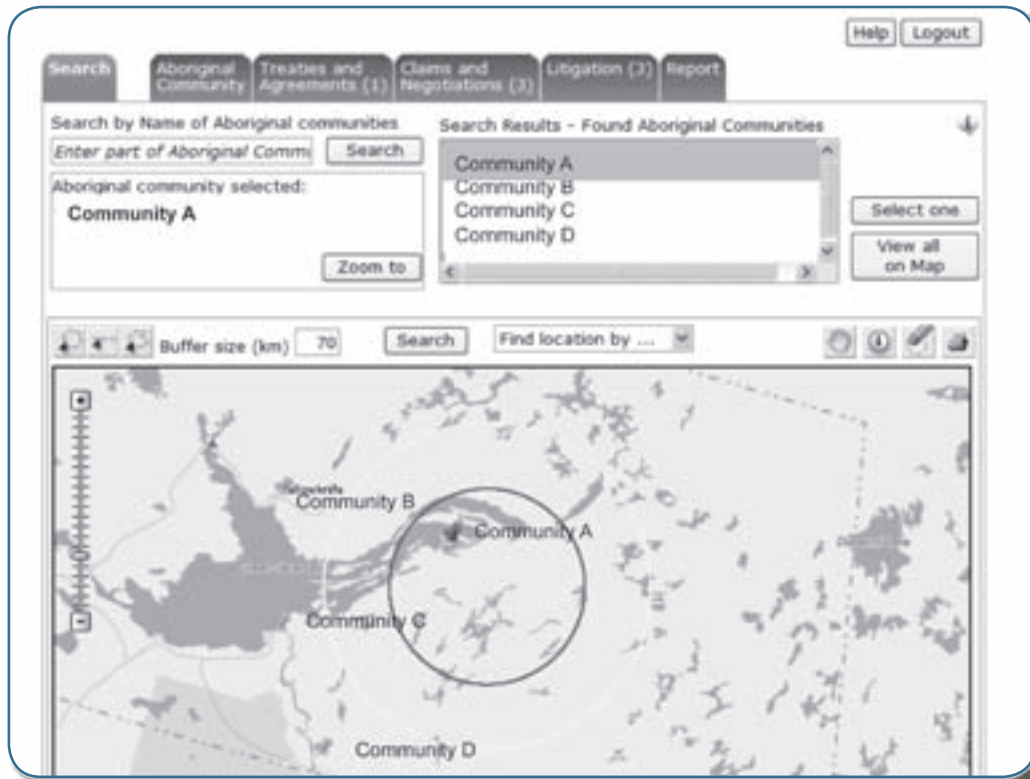 Help Logout
Search
Aboriginal
Community
Treaties and
Agreements (1)
Claims and
Negotiations (3)
Litigation (3)
Report
Search by Name of Aboriginal communities
Enter part of Aboriginal Commu
Search
Aboriginal community selected:
Community A
Zoom to
Search Results - Found Aboriginal Communities
Community A
Community B
Community C
Community D
Select one
View all
on Map
Buffer size (km) 70
Search
Find location by ...
Community B
Community A
Community C
Community D